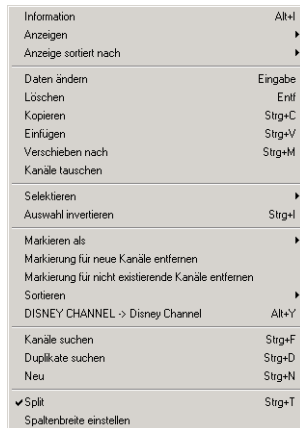 Information Alt+I
Anzeigen
Anzeige sortiert nach
Daten ändern Eingabe
Löschen Entf
Kopieren Strg+C
Einfügen Strg+V
Verschieben nach Strg+M
Kanäle tauschen
Selektieren
Auswahl invertieren Strg+I
Markieren als
Markierung für neue Kanäle entfernen
Markierung für nicht existierende Kanäle entfernen
Sortieren
DISNEY CHANNEL -> Disney Channel Alt+Y
Kanäle suchen Strg+F
Duplikate suchen Strg+D
Neu Strg+N
Split Strg+T
Spaltenbreite einstellen